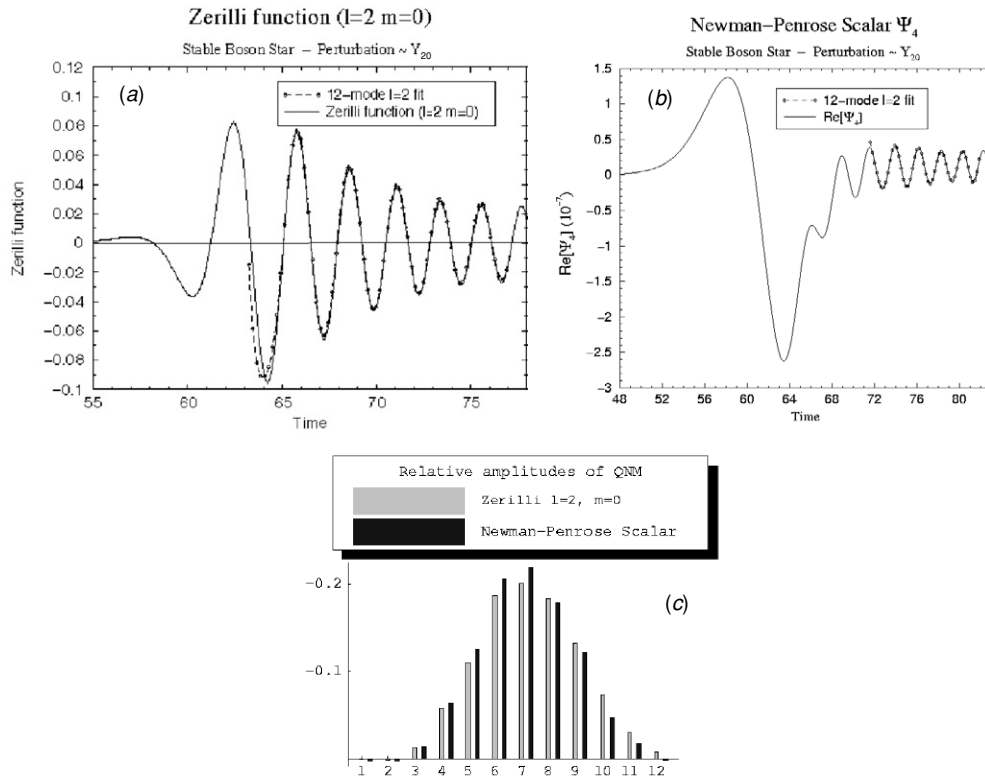 Zerilli function (l=2 m=0)
Stable Boson Star – Perturbation ~ Y20
(a)
12–mode l=2 fit
Zerilli function (l=2 m=0)
0.12
0.1
0.08
0.06
0.04
0.02
0
−0.02
−0.04
−0.06
−0.08
−0.1
Zerilli function
55 60 65 70 75
Time
Newman–Penrose Scalar Ψ4
Stable Boson Star – Perturbation ~ Y20
(b)
12–mode l=2 fit
Re[Ψ4]
1.5
1
0.5
0
−0.5
−1
−1.5
−2
−2.5
−3
Re[Ψ4] (10⁻⁷)
48 52 56 60 64 68 72 76 80
Time
Relative amplitudes of QNM
Zerilli l=2, m=0
Newman–Penrose Scalar
(c)
−0.2
−0.1
1 2 3 4 5 6 7 8 9 10 11 12